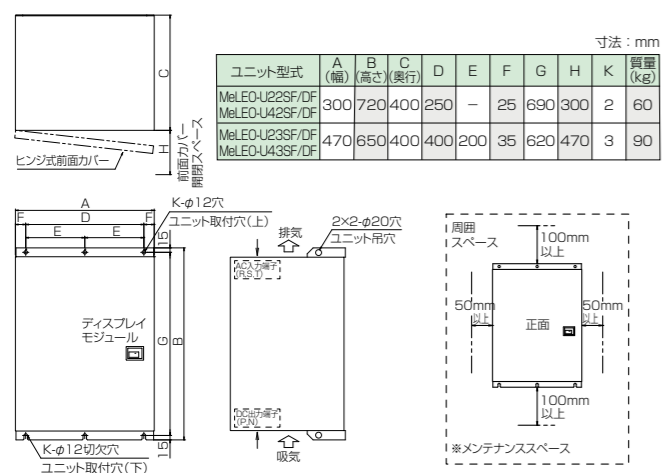 寸法：mm
ユニット型式 A（幅） B（高さ） C（奥行） D E F G H K 質量（kg）
MeLEO-U22SF/DF MeLEO-U42SF/DF 300 720 400 250 − 25 690 300 2 60
MeLEO-U23SF/DF MeLEO-U43SF/DF 470 650 400 400 200 35 620 470 3 90
C
H
前面カバー
開閉スペース
ヒンジ式前面カバー
A
F D F
E E
K-φ12穴
ユニット取付穴（上）
15
ディスプレイ
モジュール
G
B
15
K-φ12切欠穴
ユニット取付穴（下）
排気
2×2-φ20穴
ユニット吊穴
AC入力端子
（R,S,T）
DC出力端子
（P,N）
吸気
周囲
スペース
100mm
以上
50mm
以上
正面
50mm
以上
100mm
以上
※メンテナンススペース